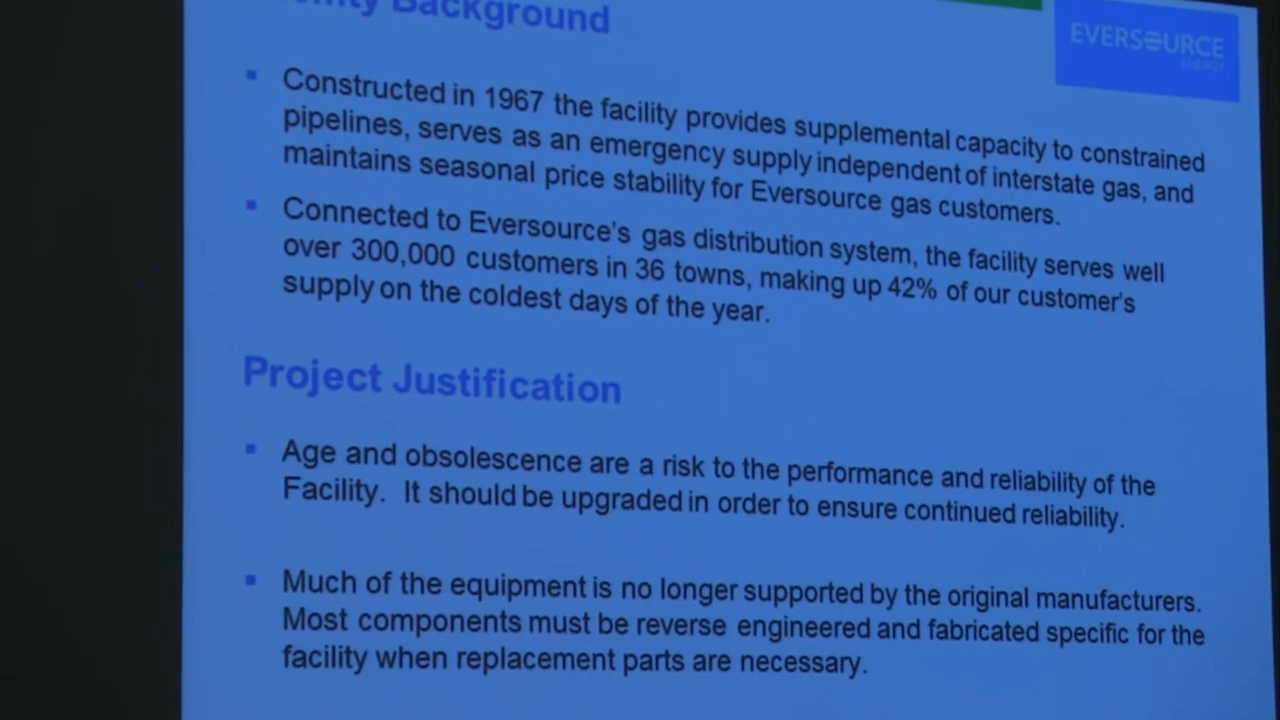 Background
EVERSOURCE
ENERGY
Constructed in 1967 the facility provides supplemental capacity to constrained
pipelines, serves as an emergency supply independent of interstate gas, and
maintains seasonal price stability for Eversource gas customers.
Connected to Eversource's gas distribution system, the facility serves well
over 300,000 customers in 36 towns, making up 42% of our customer's
supply on the coldest days of the year.
Project Justification
Age and obsolescence are a risk to the performance and reliability of the
Facility. It should be upgraded in order to ensure continued reliability.
Much of the equipment is no longer supported by the original manufacturers.
Most components must be reverse engineered and fabricated specific for the
facility when replacement parts are necessary.